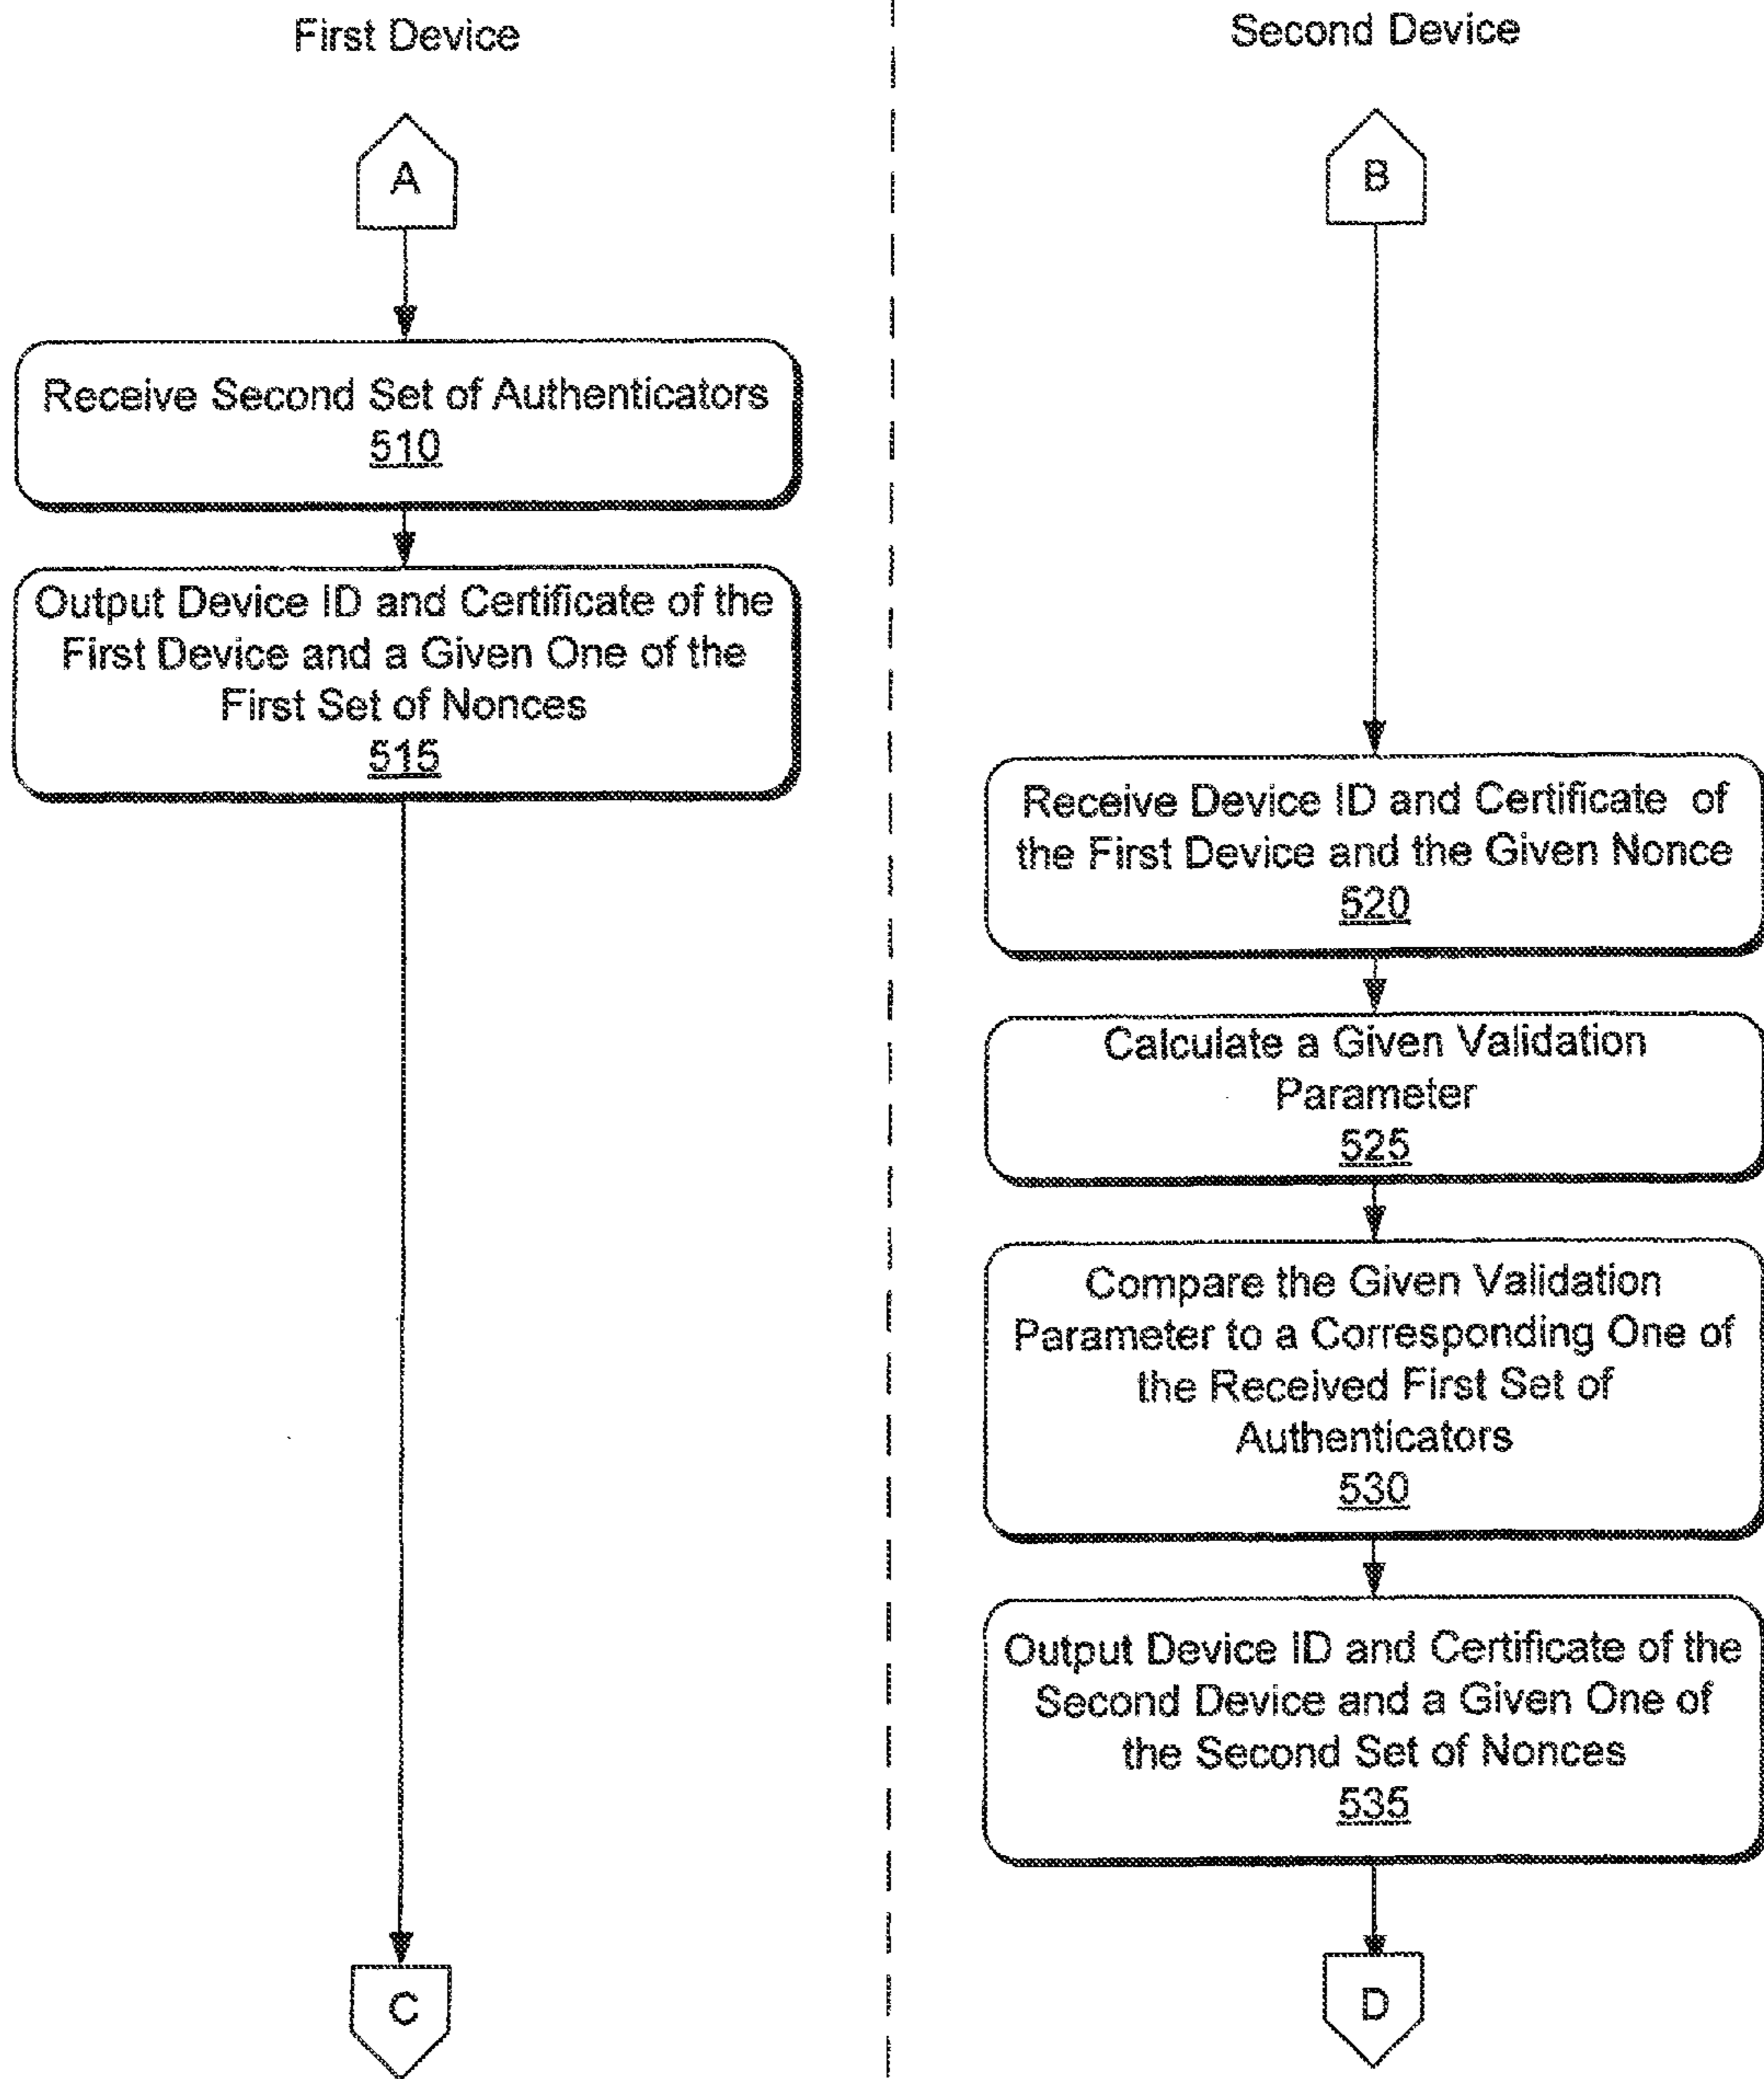 First Device
A
Receive Second Set of Authenticators
510
Output Device ID and Certificate of the
First Device and a Given One of the
First Set of Nonces
515
C
Second Device
B
Receive Device ID and Certificate of
the First Device and the Given Nonce
520
Calculate a Given Validation
Parameter
525
Compare the Given Validation
Parameter to a Corresponding One of
the Received First Set of
Authenticators
530
Output Device ID and Certificate of the
Second Device and a Given One of
the Second Set of Nonces
535
D